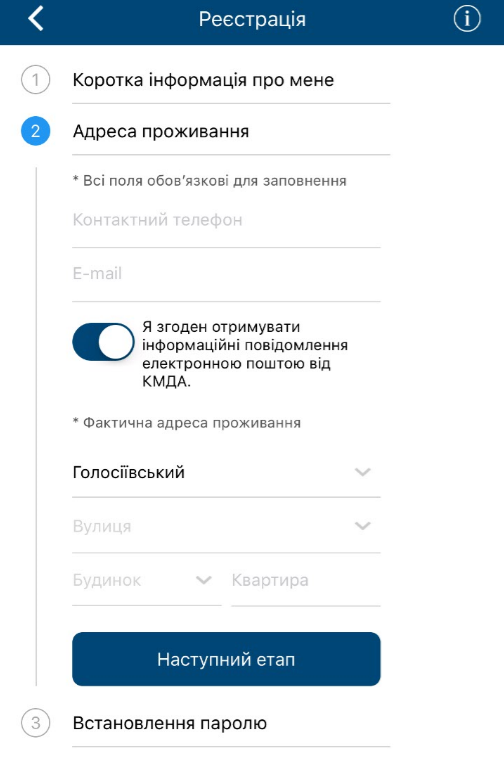 Реєстрація
i
1
Коротка інформація про мене
2
Адреса проживання
* Всі поля обов'язкові для заповнення
Контактний телефон
E-mail
Я згоден отримувати
інформаційні повідомлення
електронною поштою від
КМДА.
* Фактична адреса проживання
Голосіївський
Вулиця
Будинок Квартира
Наступний етап
3
Встановлення паролю